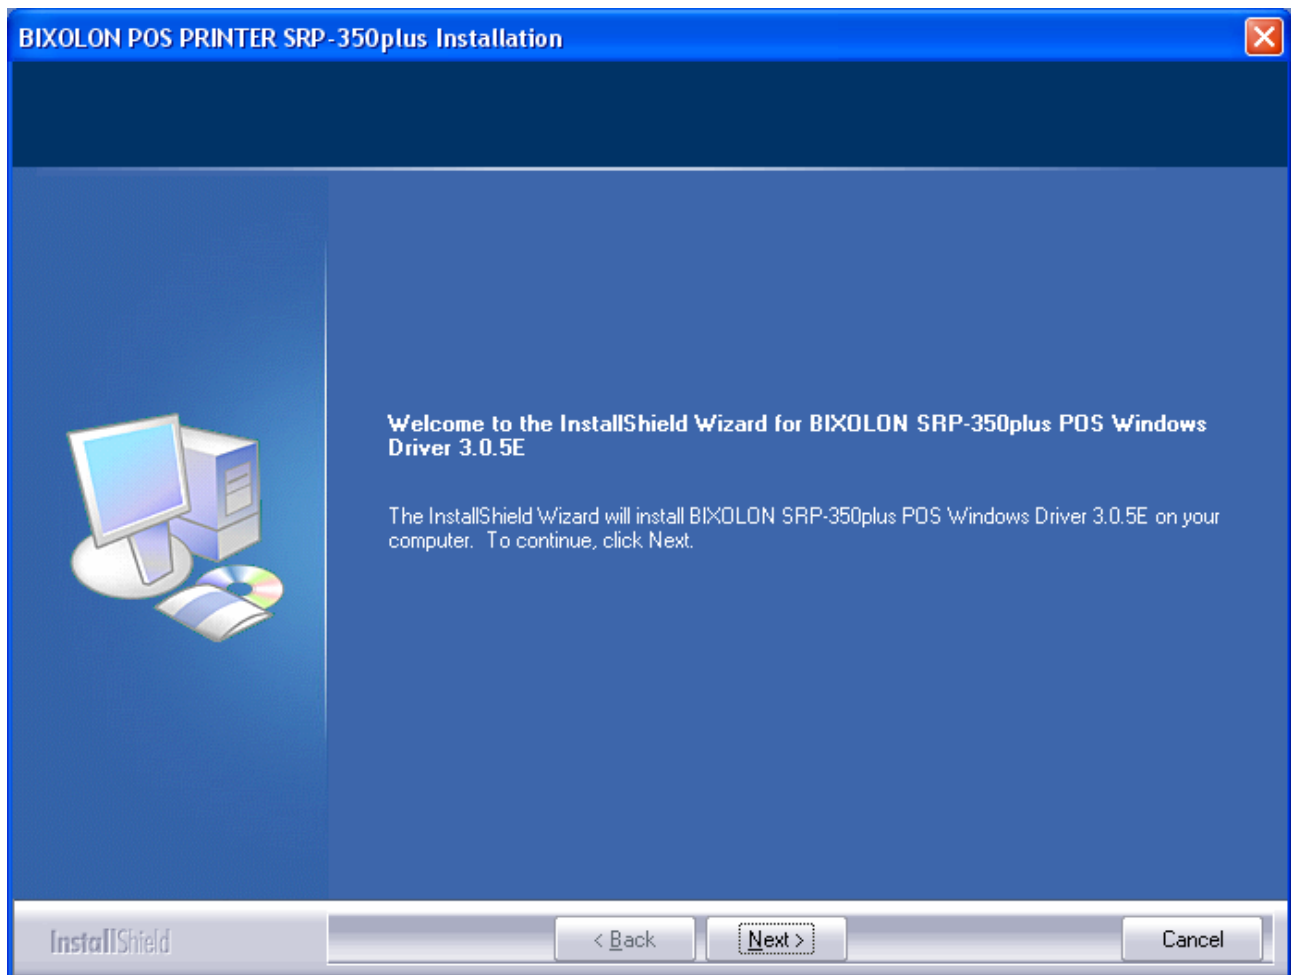 BIXOLON POS PRINTER SRP-350plus Installation
Welcome to the InstallShield Wizard for BIXOLON SRP-350plus POS Windows
Driver 3.0.5E
The InstallShield Wizard will install BIXOLON SRP-350plus POS Windows Driver 3.0.5E on your
computer.  To continue, click Next.
InstallShield
< Back
Next >
Cancel